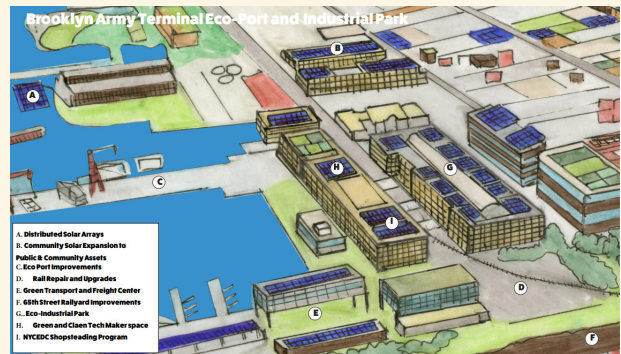 Brooklyn Army Terminal Eco-Port and Industrial Park
B
A
H
G
C
I
D
E
F
A. Distributed Solar Arrays
B. Community Solar Expansion to
Public & Community Assets
C. Eco Port Improvements
D. Rail Repair and Upgrades
E. Green Transport and Freight Center
F. 65th Street Railyard Improvements
G.. Eco-Industrial Park
H. Green and Claen Tech Maker space
I. NYCEDC Shopsteading Program